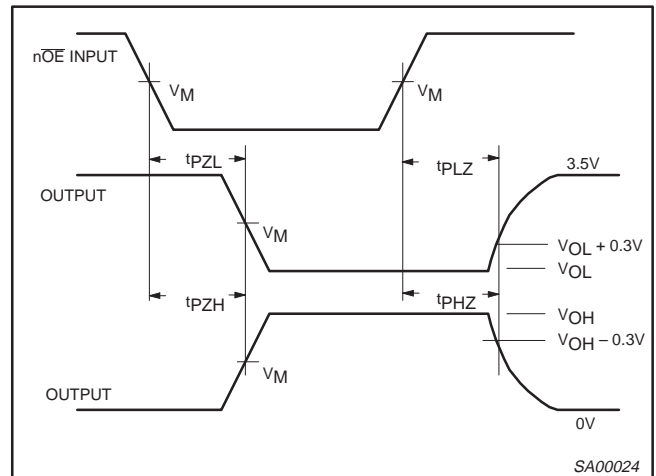 nOE INPUT
VM
VM
tPZL
tPLZ
3.5V
OUTPUT
VM
VOL + 0.3V
VOL
tPZH
tPHZ
VOH
VOH – 0.3V
VM
OUTPUT
0V
SA00024